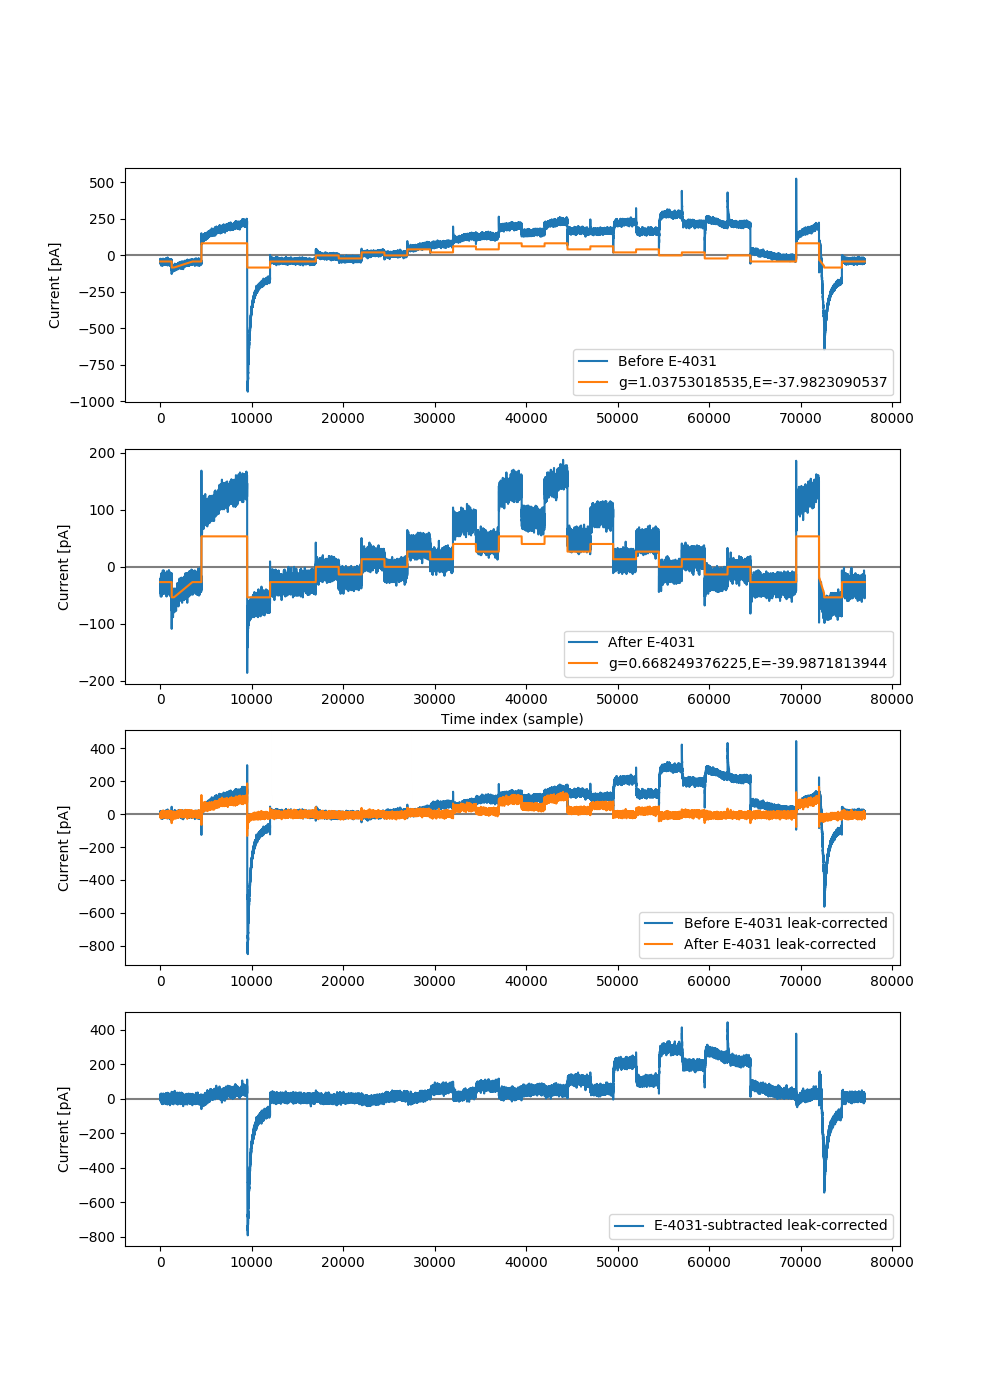 500
250
0
−250
−500
−750
−1000
Current [pA]
0 10000 20000 30000 40000 50000 60000 70000 80000
Before E-4031
g=1.03753018535,E=-37.9823090537
200
100
0
−100
−200
Current [pA]
0 10000 20000 30000 40000 50000 60000 70000 80000
After E-4031
g=0.668249376225,E=-39.9871813944
Time index (sample)
400
200
0
−200
−400
−600
−800
Current [pA]
0 10000 20000 30000 40000 50000 60000 70000 80000
Before E-4031 leak-corrected
After E-4031 leak-corrected
400
200
0
−200
−400
−600
−800
Current [pA]
0 10000 20000 30000 40000 50000 60000 70000 80000
E-4031-subtracted leak-corrected